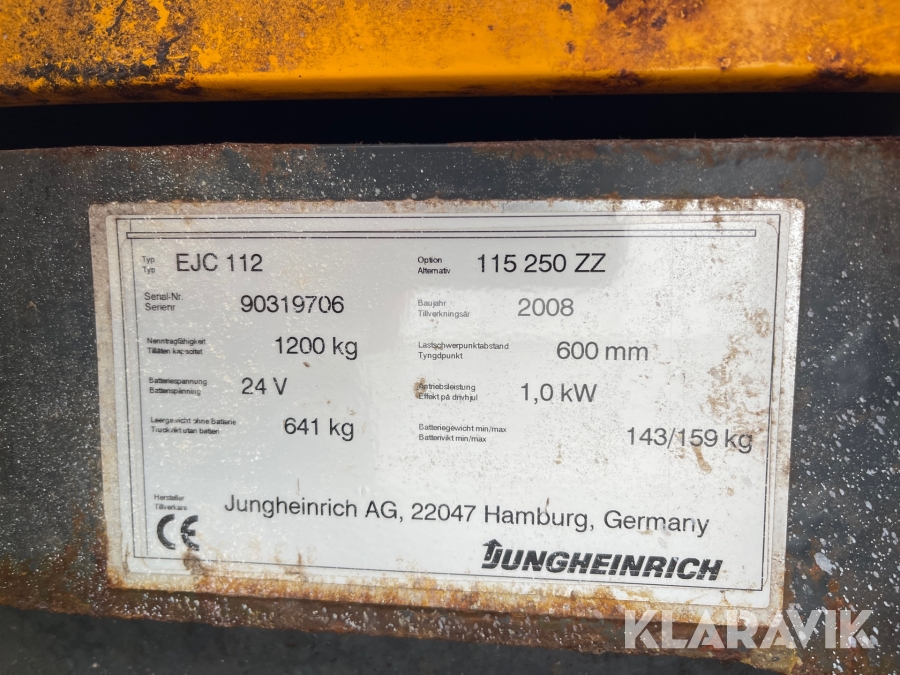 Typ EJC 112 Option 115 250 ZZ
Typ Alternativ
Serial-Nr. 90319706 Baujahr 2008
Serienr Tillverkningsår
Nenntragfähigkeit 1200 kg Lastschwerpunktabstand 600 mm
Tillåten kapacitet Tyngdpunkt
Batteriespannung 24 V Antriebsleistung 1,0 kW
Batterispänning Effekt på drivhjul
Leergewicht ohne Batterie 641 kg Batteriegewicht min/max 143/159 kg
Truckvikt utan batteri Batterivikt min/max
Hersteller Jungheinrich AG, 22047 Hamburg, Germany
Tillverkare
CE JUNGHEINRICH
KLARAVIK